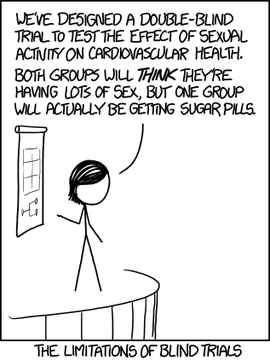 WE'VE DESIGNED A DOUBLE-BLIND
TRIAL TO TEST THE EFFECT OF SEXUAL
ACTIVITY ON CARDIOVASCULAR HEALTH.
BOTH GROUPS WILL THINK THEY'RE
HAVING LOTS OF SEX, BUT ONE GROUP
WILL ACTUALLY BE GETTING SUGAR PILLS.
THE LIMITATIONS OF BLIND TRIALS